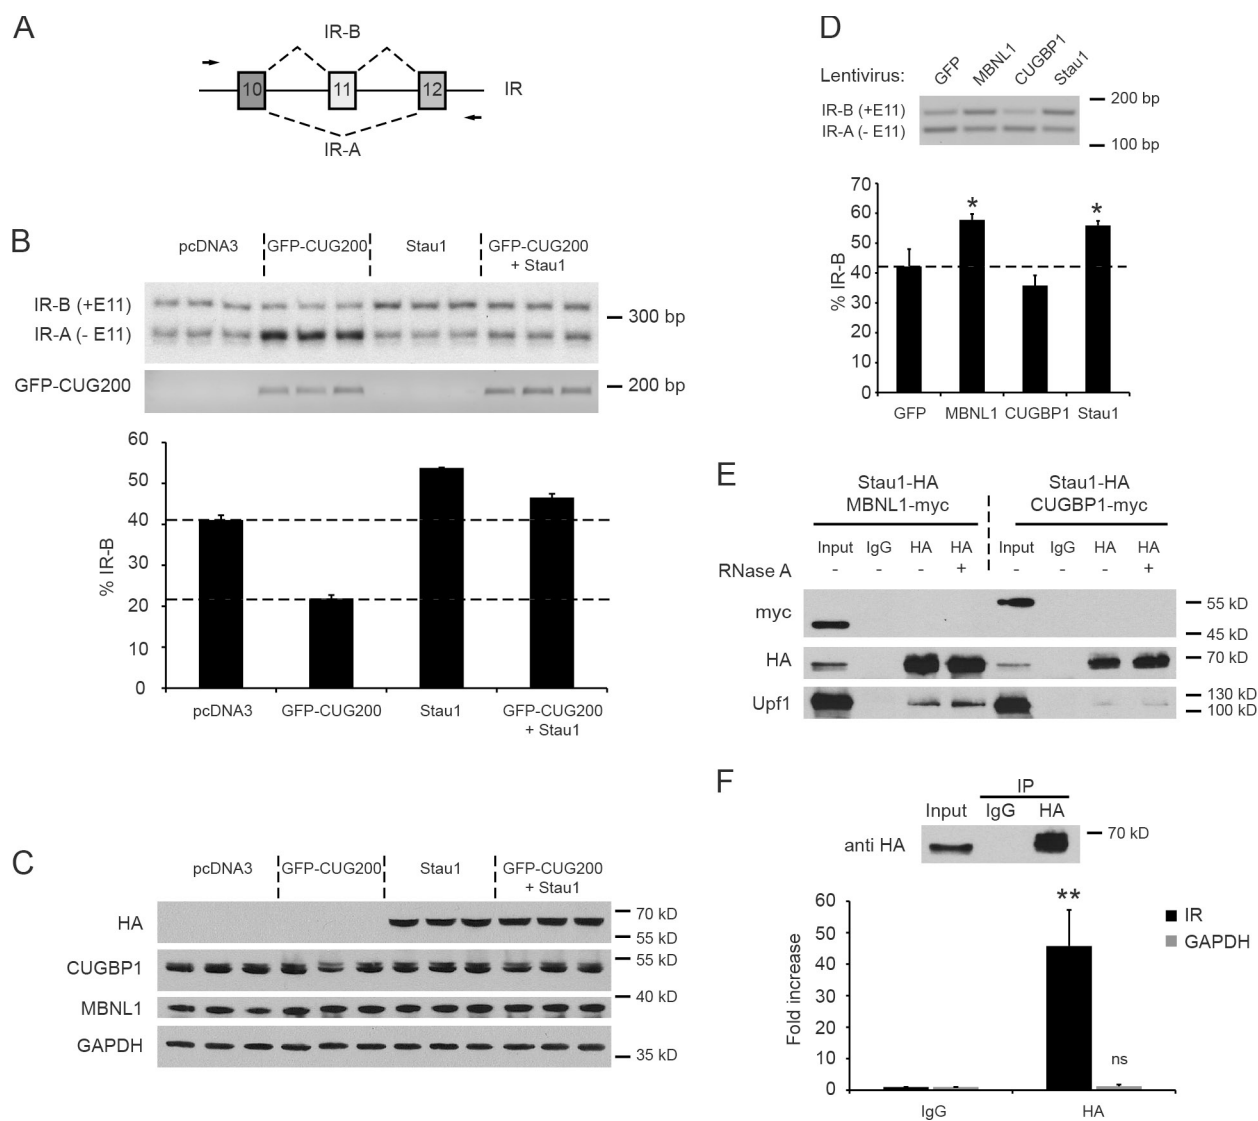 A
IR-B
10
11
12
IR
IR-A
B
pcDNA3
GFP-CUG200
Stau1
GFP-CUG200
+ Stau1
IR-B (+E11)
IR-A (- E11)
300 bp
GFP-CUG200
200 bp
60
50
40
30
20
10
0
% IR-B
pcDNA3
GFP-CUG200
Stau1
GFP-CUG200
+ Stau1
C
pcDNA3
GFP-CUG200
Stau1
GFP-CUG200
+ Stau1
HA
70 kD
55 kD
CUGBP1
55 kD
MBNL1
40 kD
GAPDH
35 kD
D
Lentivirus:
GFP
MBNL1
CUGBP1
Stau1
IR-B (+E11)
IR-A (- E11)
200 bp
100 bp
70
60
50
40
30
20
10
0
% IR-B
*
*
GFP
MBNL1
CUGBP1
Stau1
E
Stau1-HA
MBNL1-myc
Stau1-HA
CUGBP1-myc
Input IgG HA HA Input IgG HA HA
RNase A - - - + - - - +
myc
55 kD
45 kD
HA
70 kD
Upf1
130 kD
100 kD
F
IP
Input IgG HA
anti HA
70 kD
60
50
40
30
20
10
0
Fold increase
**
ns
IR
GAPDH
IgG
HA